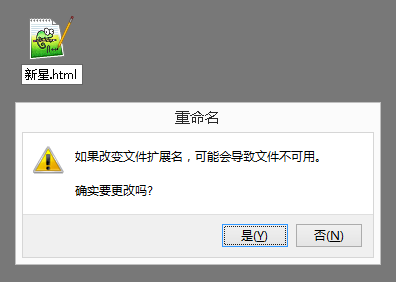 新星.html
重命名
如果改变文件扩展名，可能会导致文件不可用。
确实要更改吗?
是(Y)
否(N)